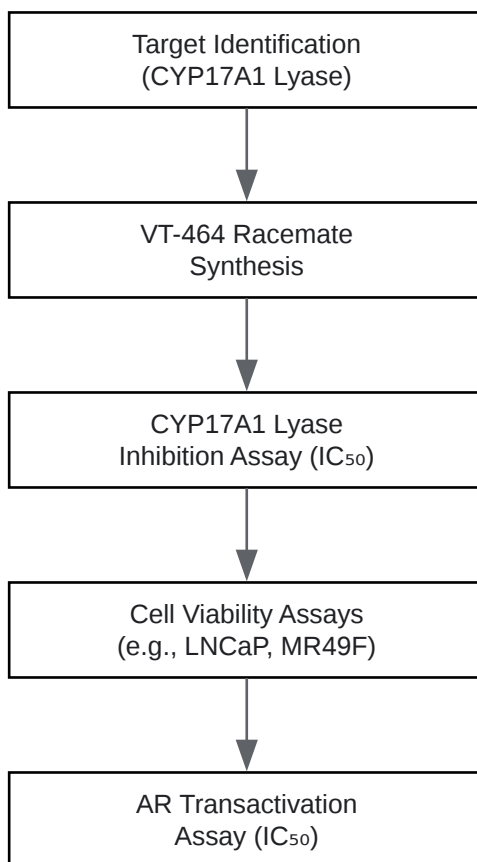 Target Identification
(CYP17A1 Lyase)
VT-464 Racemate
Synthesis
CYP17A1 Lyase
Inhibition Assay (IC₅₀)
Cell Viability Assays
(e.g., LNCaP, MR49F)
AR Transactivation
Assay (IC₅₀)